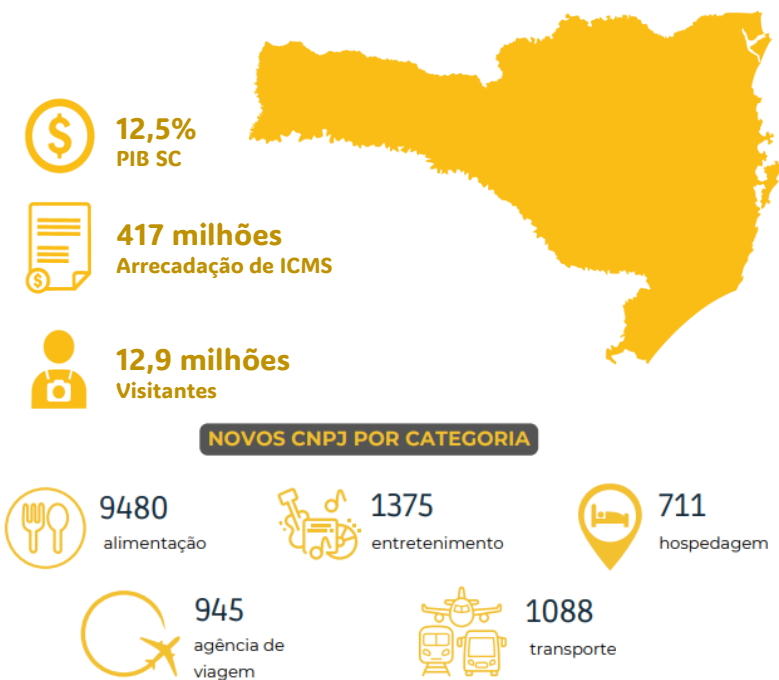 12,5%
PIB SC
417 milhões
Arrecadação de ICMS
12,9 milhões
Visitantes
NOVOS CNPJ POR CATEGORIA
9480
alimentação
1375
entretenimento
711
hospedagem
945
agência de
viagem
1088
transporte